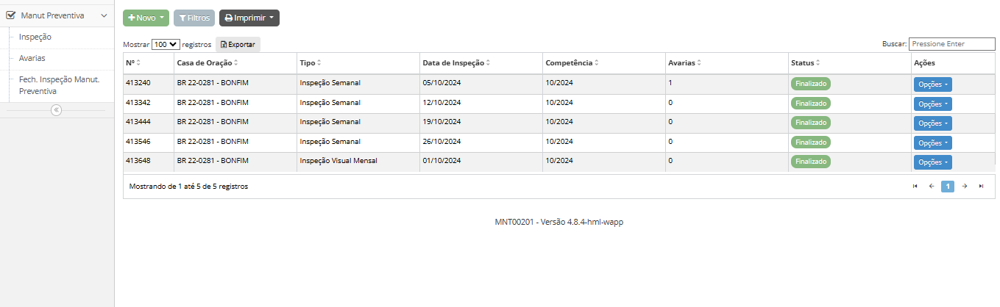 Manut Preventiva
Inspeção
Avarias
Fech. Inspeção Manut.
Preventiva
Novo Filtros Imprimir
Mostrar 100 registros Exportar Buscar: Pressione Enter
Nº Casa de Oração Tipo Data de Inspeção Competência Avarias Status Ações
413240 BR 22-0281 - BONFIM Inspeção Semanal 05/10/2024 10/2024 1 Finalizado Opções
413342 BR 22-0281 - BONFIM Inspeção Semanal 12/10/2024 10/2024 0 Finalizado Opções
413444 BR 22-0281 - BONFIM Inspeção Semanal 19/10/2024 10/2024 0 Finalizado Opções
413546 BR 22-0281 - BONFIM Inspeção Semanal 26/10/2024 10/2024 0 Finalizado Opções
413648 BR 22-0281 - BONFIM Inspeção Visual Mensal 01/10/2024 10/2024 0 Finalizado Opções
Mostrando de 1 até 5 de 5 registros 1
MNT00201 - Versão 4.8.4-hml-wapp